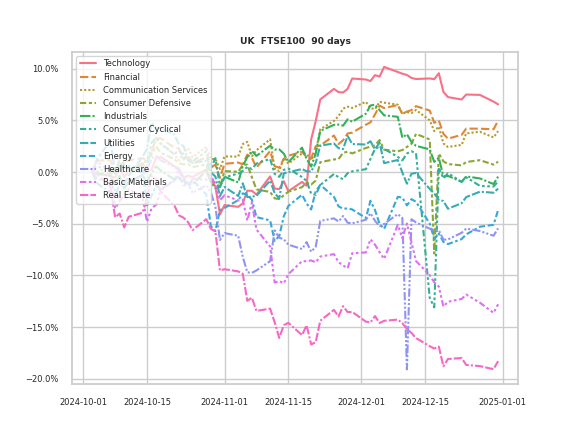 UK  FTSE100  90 days
10.0%
5.0%
0.0%
−5.0%
−10.0%
−15.0%
−20.0%
Technology
Financial
Communication Services
Consumer Defensive
Industrials
Consumer Cyclical
Utilities
Energy
Healthcare
Basic Materials
Real Estate
2024-10-01 2024-10-15 2024-11-01 2024-11-15 2024-12-01 2024-12-15 2025-01-01